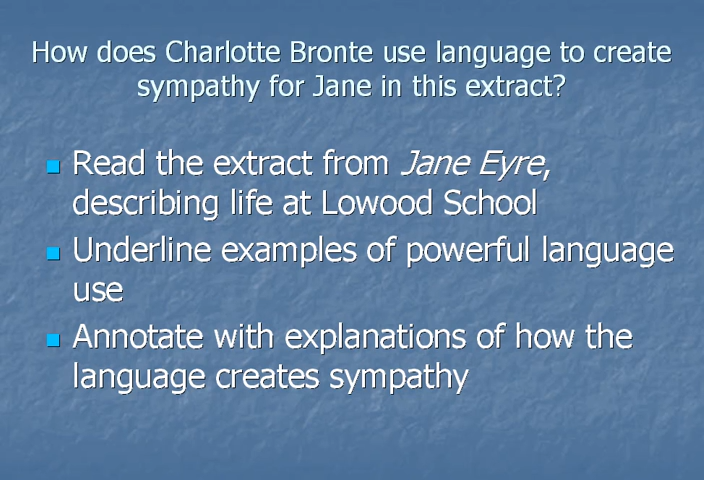 How does Charlotte Bronte use language to create
sympathy for Jane in this extract?
Read the extract from Jane Eyre,
describing life at Lowood School
Underline examples of powerful language
use
Annotate with explanations of how the
language creates sympathy